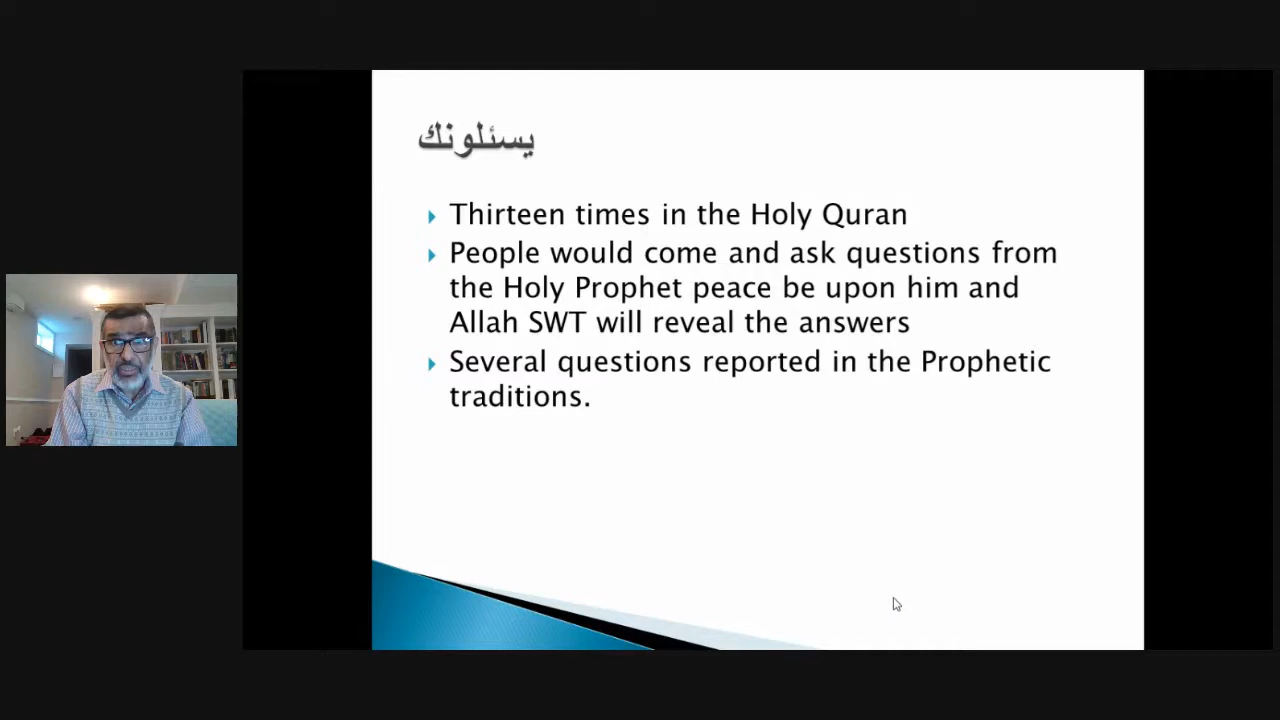 يسئلونك
Thirteen times in the Holy Quran
People would come and ask questions from
the Holy Prophet peace be upon him and
Allah SWT will reveal the answers
Several questions reported in the Prophetic
traditions.